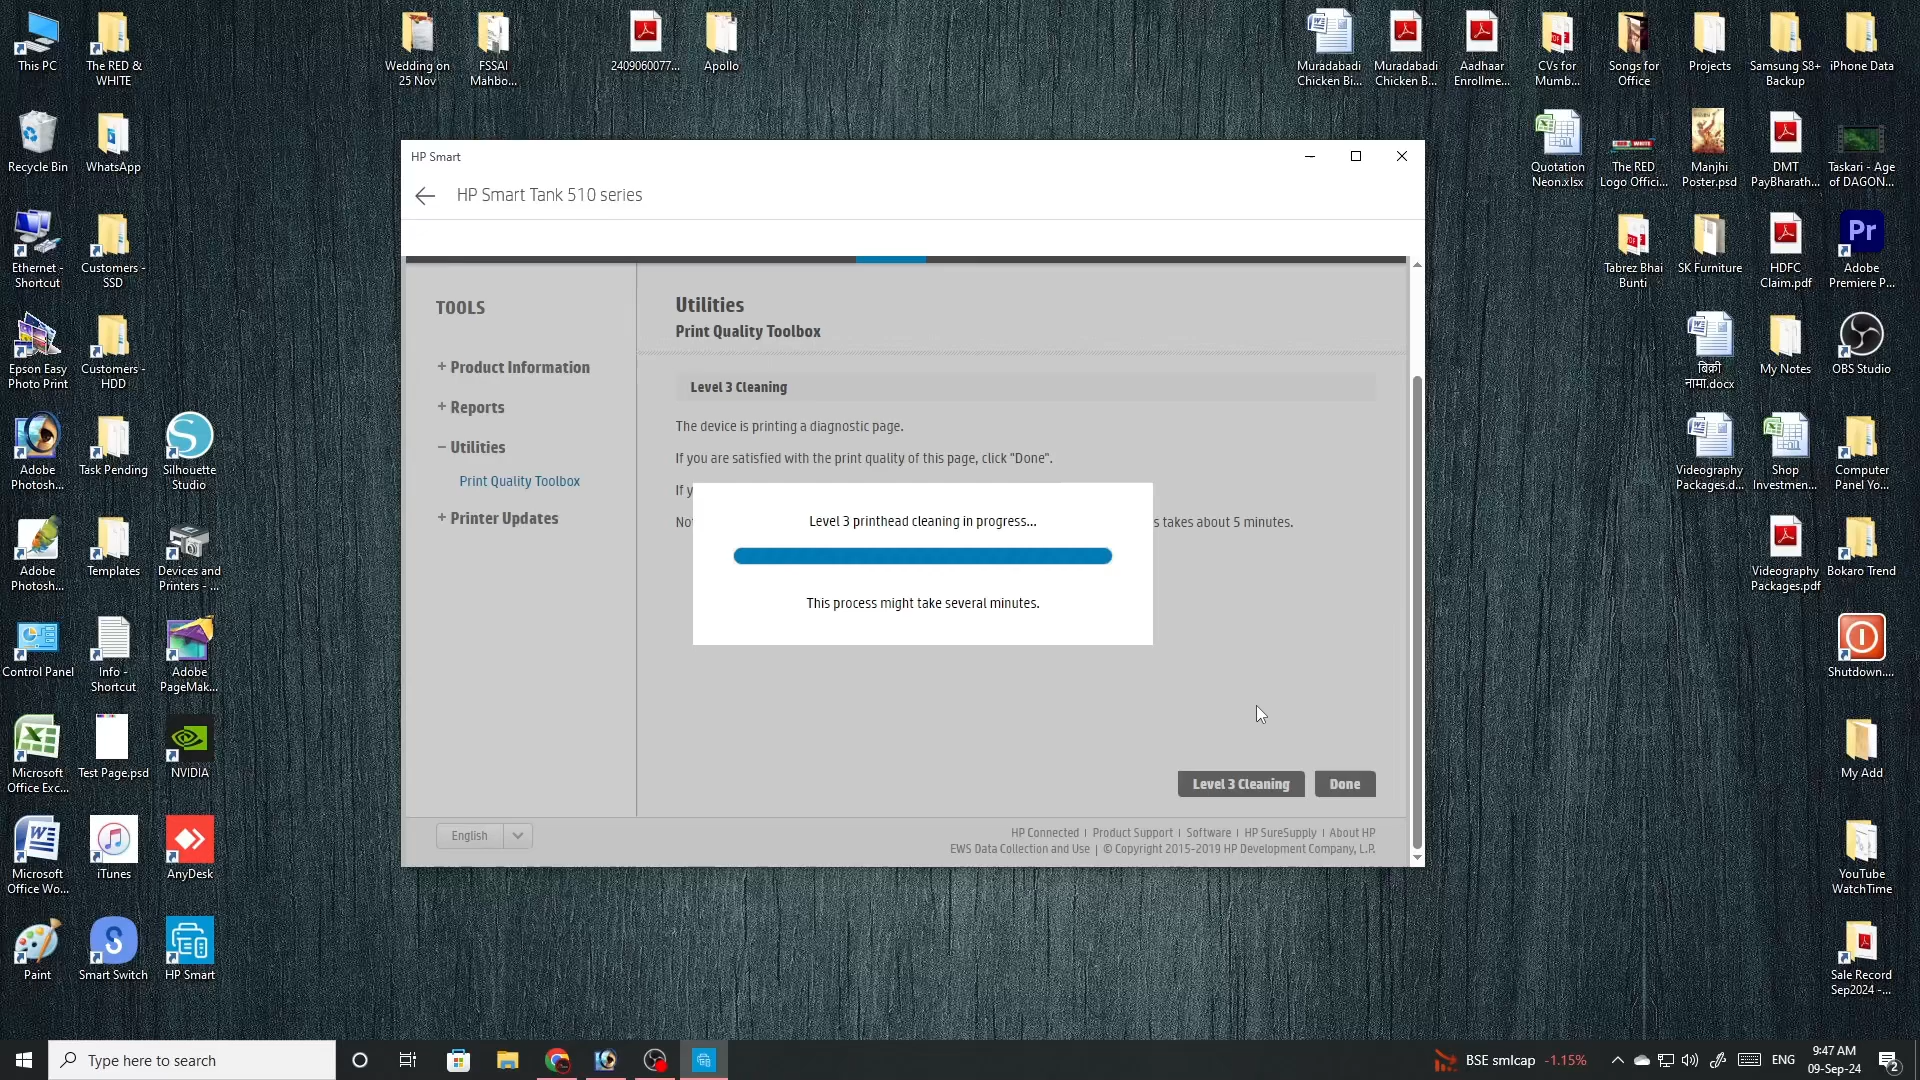 This PC
The RED &
WHITE
Wedding on
25 Nov
FSSAI
Mahbo...
2409060077...
Apollo
Muradabadi
Chicken Bi...
Muradabadi
Chicken B...
Aadhaar
Enrollme...
CVs for
Mumb...
Songs for
Office
Projects
Samsung S8+
Backup
iPhone Data
Recycle Bin
WhatsApp
Quotation
Neon.xlsx
The RED
Logo Offici...
Manjhi
Poster.psd
DMT
PayBharath...
Taskari - Age
of DAGON...
HP Smart
HP Smart Tank 510 series
Ethernet -
Shortcut
Customers -
SSD
Tabrez Bhai
Bunti
SK Furniture
HDFC
Claim.pdf
Pr
Adobe
Premiere P...
Epson Easy
Photo Print
Customers -
HDD
बिक्री
नामा.docx
My Notes
OBS Studio
TOOLS
+ Product Information
+ Reports
− Utilities
Print Quality Toolbox
+ Printer Updates
Utilities
Print Quality Toolbox
Level 3 Cleaning
The device is printing a diagnostic page.
If you are satisfied with the print quality of this page, click "Done".
If y
s takes about 5 minutes.
Level 3 printhead cleaning in progress...
This process might take several minutes.
Level 3 Cleaning
Done
English
HP Connected | Product Support | Software | HP SureSupply | About HP
EWS Data Collection and Use | © Copyright 2015-2019 HP Development Company, L.P.
Adobe
Photosh...
Task Pending
Silhouette
Studio
Videography
Packages.d...
Shop
Investmen...
Computer
Panel Yo...
Adobe
Photosh...
Templates
Devices and
Printers - ...
Videography
Packages.pdf
Bokaro Trend
Control Panel
Info -
Shortcut
Adobe
PageMak...
Shutdown....
Microsoft
Office Exc...
Test Page.psd
NVIDIA
My Add
Microsoft
Office Wo...
iTunes
AnyDesk
YouTube
WatchTime
Paint
Smart Switch
HP Smart
Sale Record
Sep2024 -...
Type here to search
BSE smlcap -1.15%
ENG
9:47 AM
09-Sep-24
2